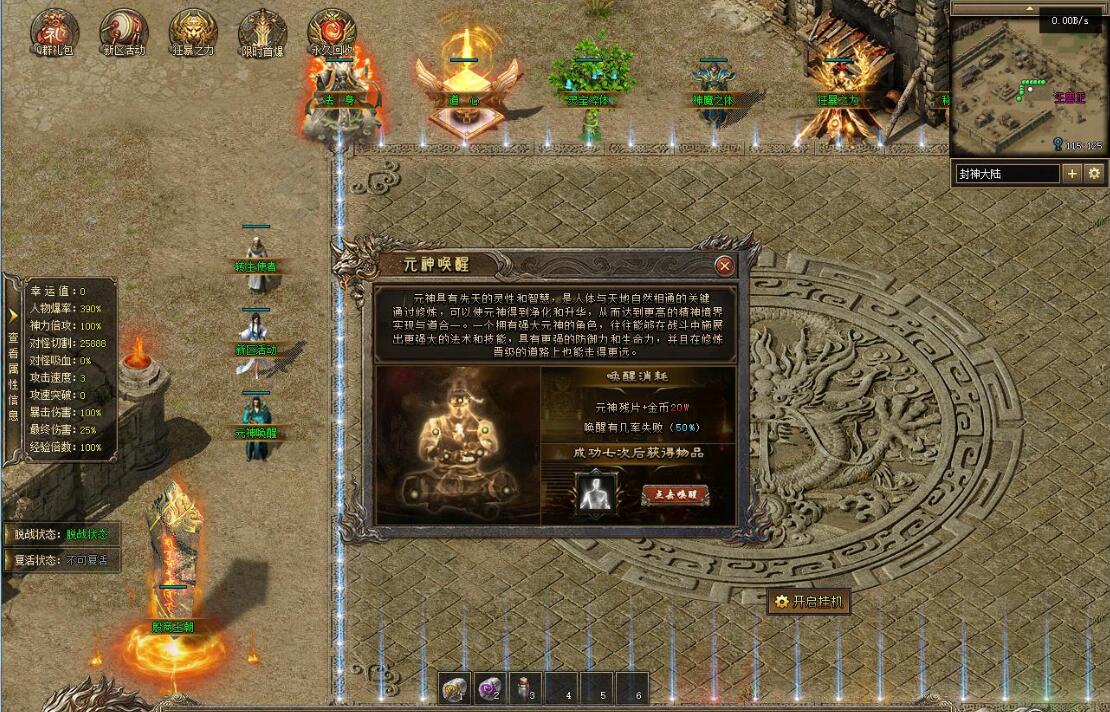 Q群礼包
新区活动
狂暴之力
限时首爆
永久回收
0.00B/s
法 身
道 心
灵宝淬体
神魔之体
狂暴之力
王墨正
115:125
封神大陆
转生使者
新区活动
元神唤醒
殷商王朝
查看属性信息
幸运值：0
人物爆率：390%
神力倍攻：100%
对怪切割：25888
对怪吸血：0%
攻击速度：3
攻速突破：0
暴击伤害：100%
最终伤害：25%
经验倍数：100%
脱战状态：脱战状态
复活状态：不可复活
元神唤醒
元神具有先天的灵性和智慧，是人体与天地自然相通的关键
通过修炼，可以使元神得到净化和升华，从而达到更高的精神境界
实现与道合一。一个拥有强大元神的角色，往往能够在战斗中施展
出更强大的法术和技能，具有更强的防御力和生命力，并且在修炼
晋级的道路上也能走得更远。
唤醒消耗
元神残片+金币20W
唤醒有几率失败（50%）
成功七次后获得物品
点击唤醒
开启挂机
1
2
3
4
5
6